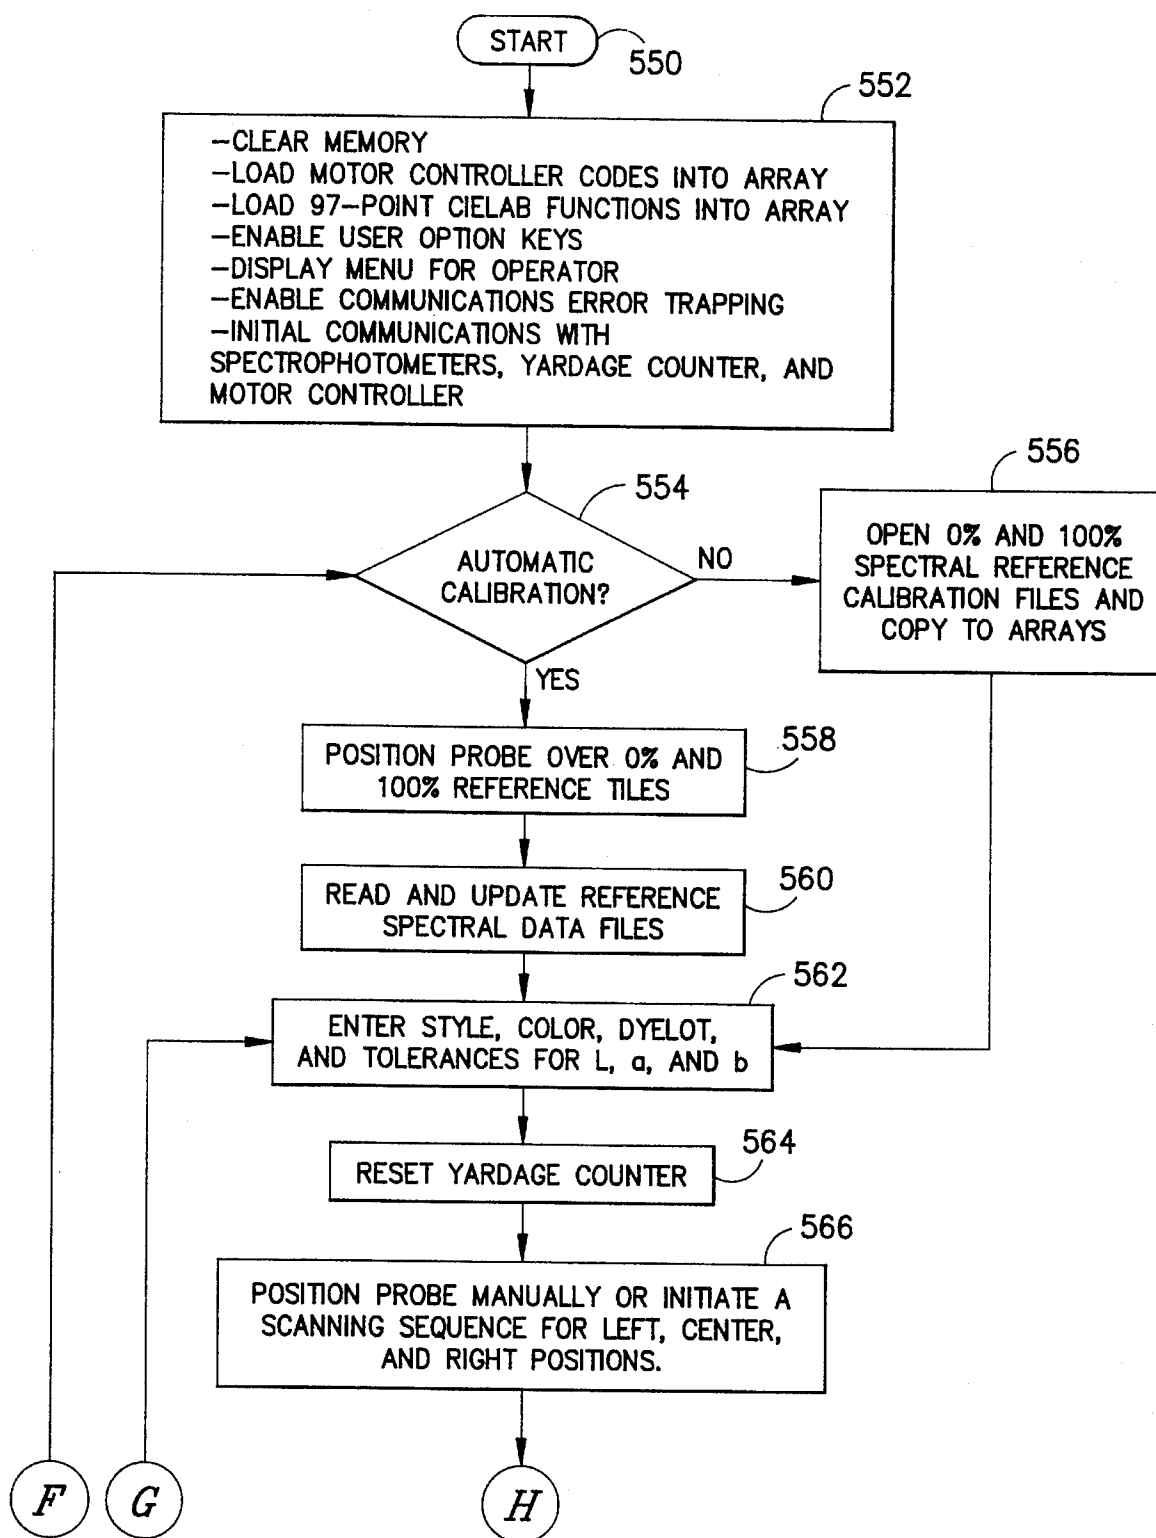 START
550
552
-CLEAR MEMORY
-LOAD MOTOR CONTROLLER CODES INTO ARRAY
-LOAD 97-POINT CIELAB FUNCTIONS INTO ARRAY
-ENABLE USER OPTION KEYS
-DISPLAY MENU FOR OPERATOR
-ENABLE COMMUNICATIONS ERROR TRAPPING
-INITIAL COMMUNICATIONS WITH
SPECTROPHOTOMETERS, YARDAGE COUNTER, AND
MOTOR CONTROLLER
554
AUTOMATIC
CALIBRATION?
NO
YES
556
OPEN 0% AND 100%
SPECTRAL REFERENCE
CALIBRATION FILES AND
COPY TO ARRAYS
558
POSITION PROBE OVER 0% AND
100% REFERENCE TILES
560
READ AND UPDATE REFERENCE
SPECTRAL DATA FILES
562
ENTER STYLE, COLOR, DYELOT,
AND TOLERANCES FOR L, a, AND b
564
RESET YARDAGE COUNTER
566
POSITION PROBE MANUALLY OR INITIATE A
SCANNING SEQUENCE FOR LEFT, CENTER,
AND RIGHT POSITIONS.
F
G
H